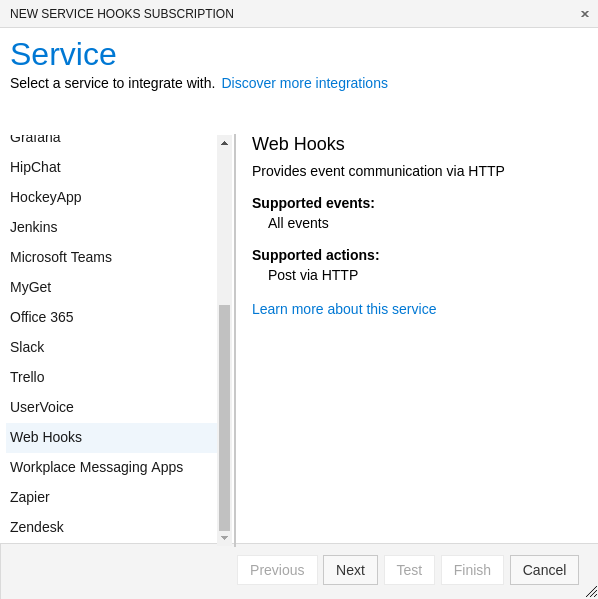 NEW SERVICE HOOKS SUBSCRIPTION
Service
Select a service to integrate with. Discover more integrations
Grafana
HipChat
HockeyApp
Jenkins
Microsoft Teams
MyGet
Office 365
Slack
Trello
UserVoice
Web Hooks
Workplace Messaging Apps
Zapier
Zendesk
Web Hooks
Provides event communication via HTTP
Supported events:
All events
Supported actions:
Post via HTTP
Learn more about this service
Previous Next Test Finish Cancel